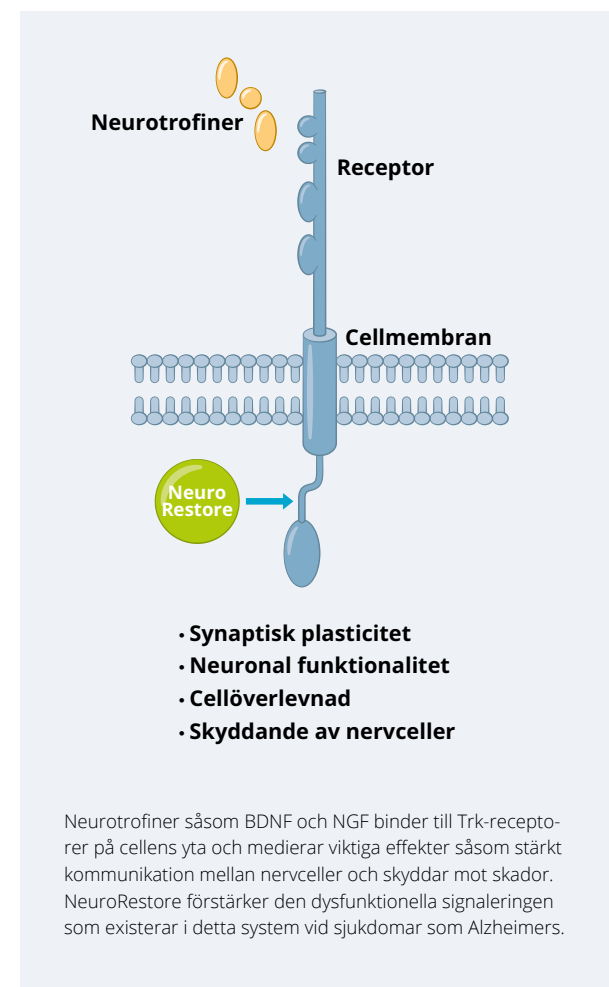 Neurotrofiner
Receptor
Cellmembran
Neuro
Restore
• Synaptisk plasticitet
• Neuronal funktionalitet
• Cellöverlevnad
• Skyddande av nervceller
Neurotrofiner såsom BDNF och NGF binder till Trk-recepto-
rer på cellens yta och medierar viktiga effekter såsom stärkt
kommunikation mellan nervceller och skyddar mot skador.
NeuroRestore förstärker den dysfunktionella signaleringen
som existerar i detta system vid sjukdomar som Alzheimers.